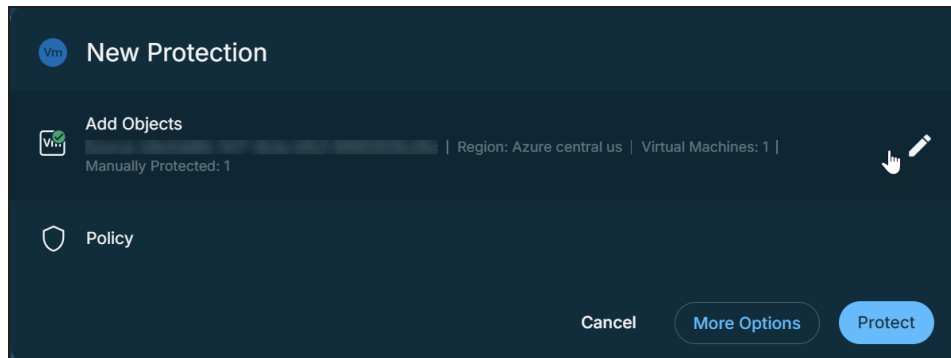 Vm New Protection
Vm Add Objects
| Region: Azure central us | Virtual Machines: 1 |
Manually Protected: 1
Policy
Cancel More Options Protect